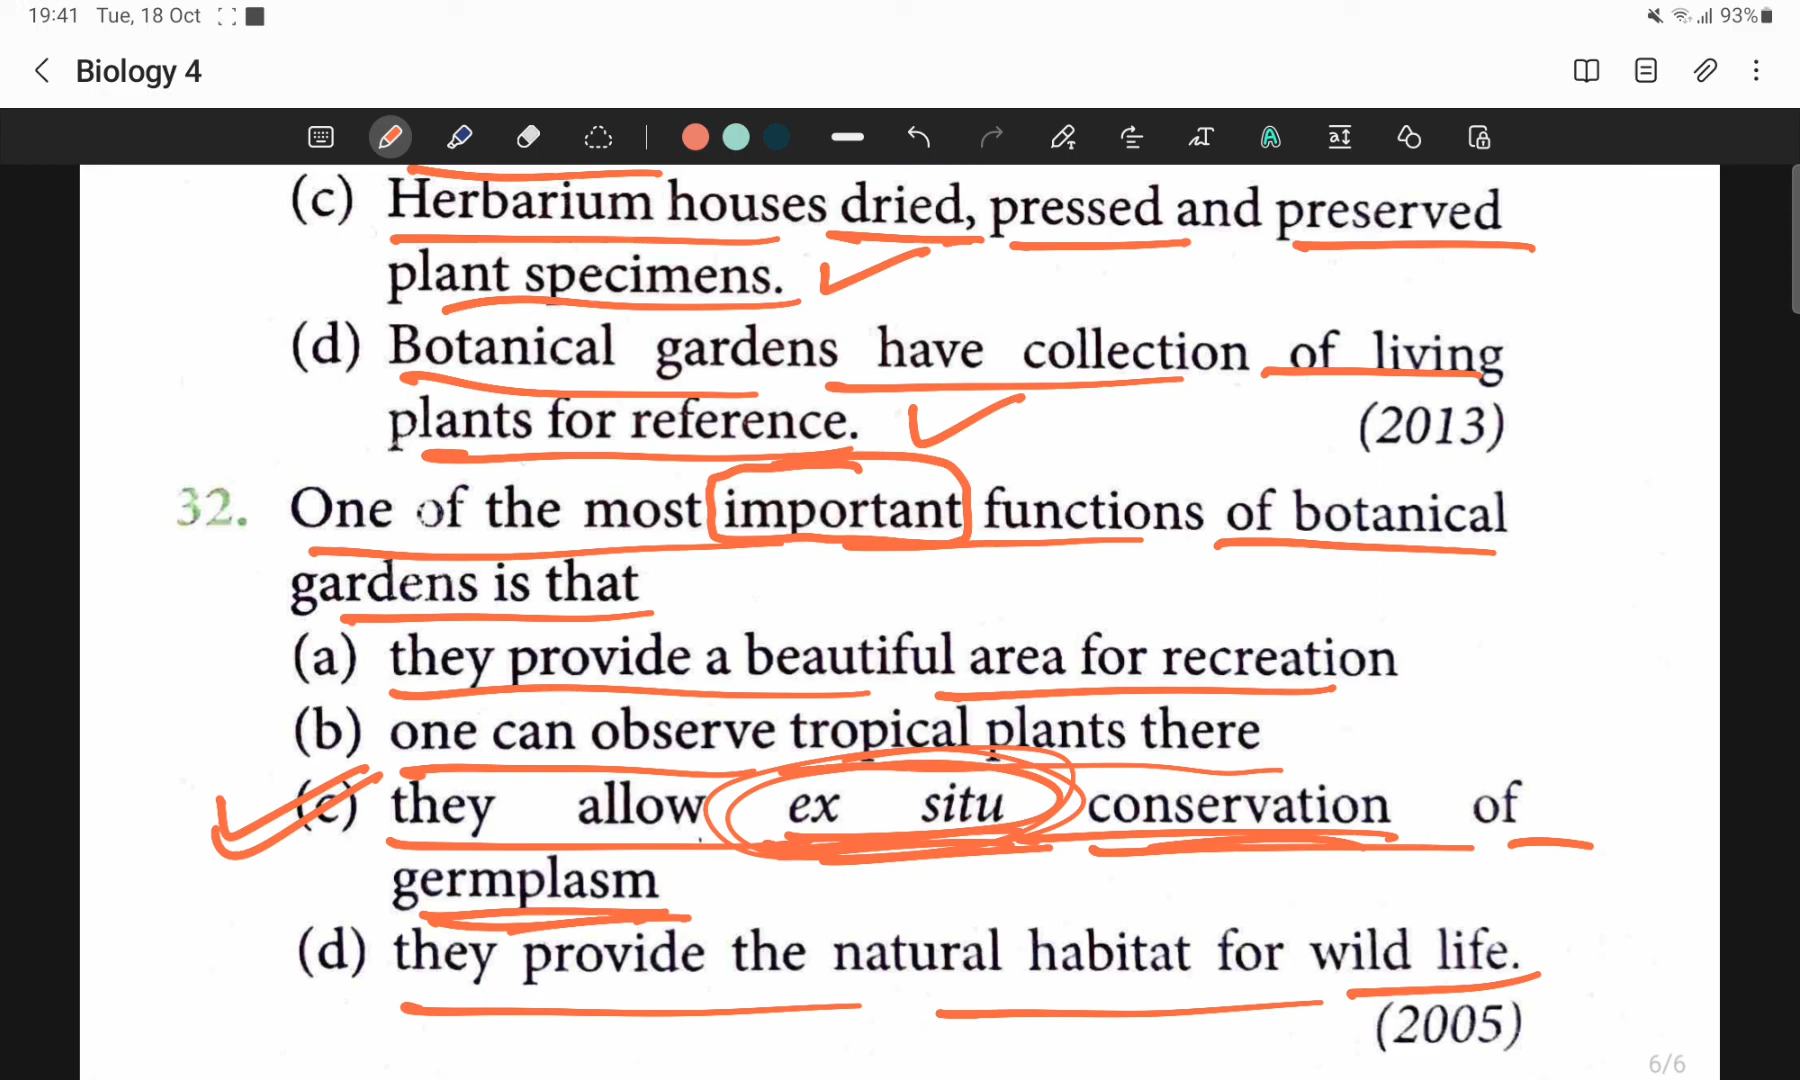 19:41 Tue, 18 Oct 93%
Biology 4
(c) Herbarium houses dried, pressed and preserved
plant specimens.
(d) Botanical gardens have collection of living
plants for reference. (2013)
32. One of the most important functions of botanical
gardens is that
(a) they provide a beautiful area for recreation
(b) one can observe tropical plants there
(c) they allow ex situ conservation of
germplasm
(d) they provide the natural habitat for wild life.
(2005)
6/6